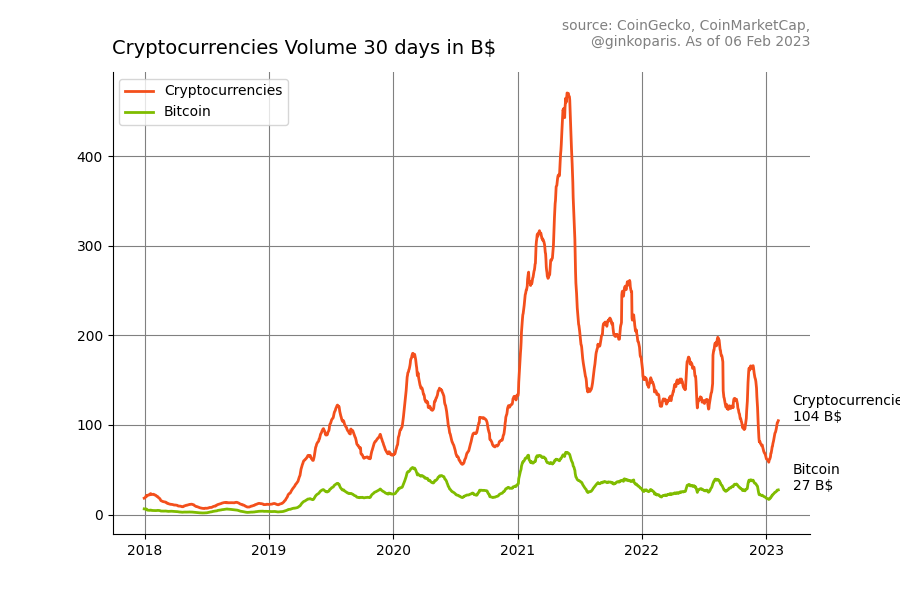 source: CoinGecko, CoinMarketCap,
@ginkoparis. As of 06 Feb 2023
Cryptocurrencies Volume 30 days in B$
Cryptocurrencies
Bitcoin
400
300
200
100
0
Cryptocurrencie
104 B$
Bitcoin
27 B$
2018 2019 2020 2021 2022 2023